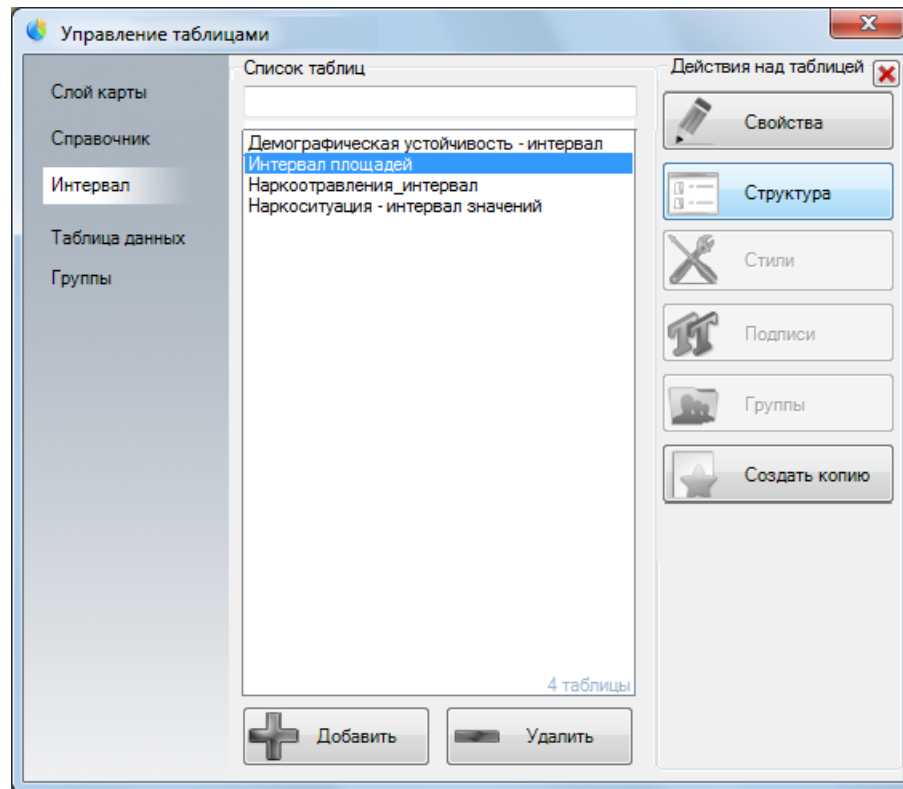 Управление таблицами
Слой карты
Справочник
Интервал
Таблица данных
Группы
Список таблиц
Демографическая устойчивость - интервал
Интервал площадей
Наркоотравления_интервал
Наркоситуация - интервал значений
4 таблицы
Добавить
Удалить
Действия над таблицей
Свойства
Структура
Стили
Подписи
Группы
Создать копию